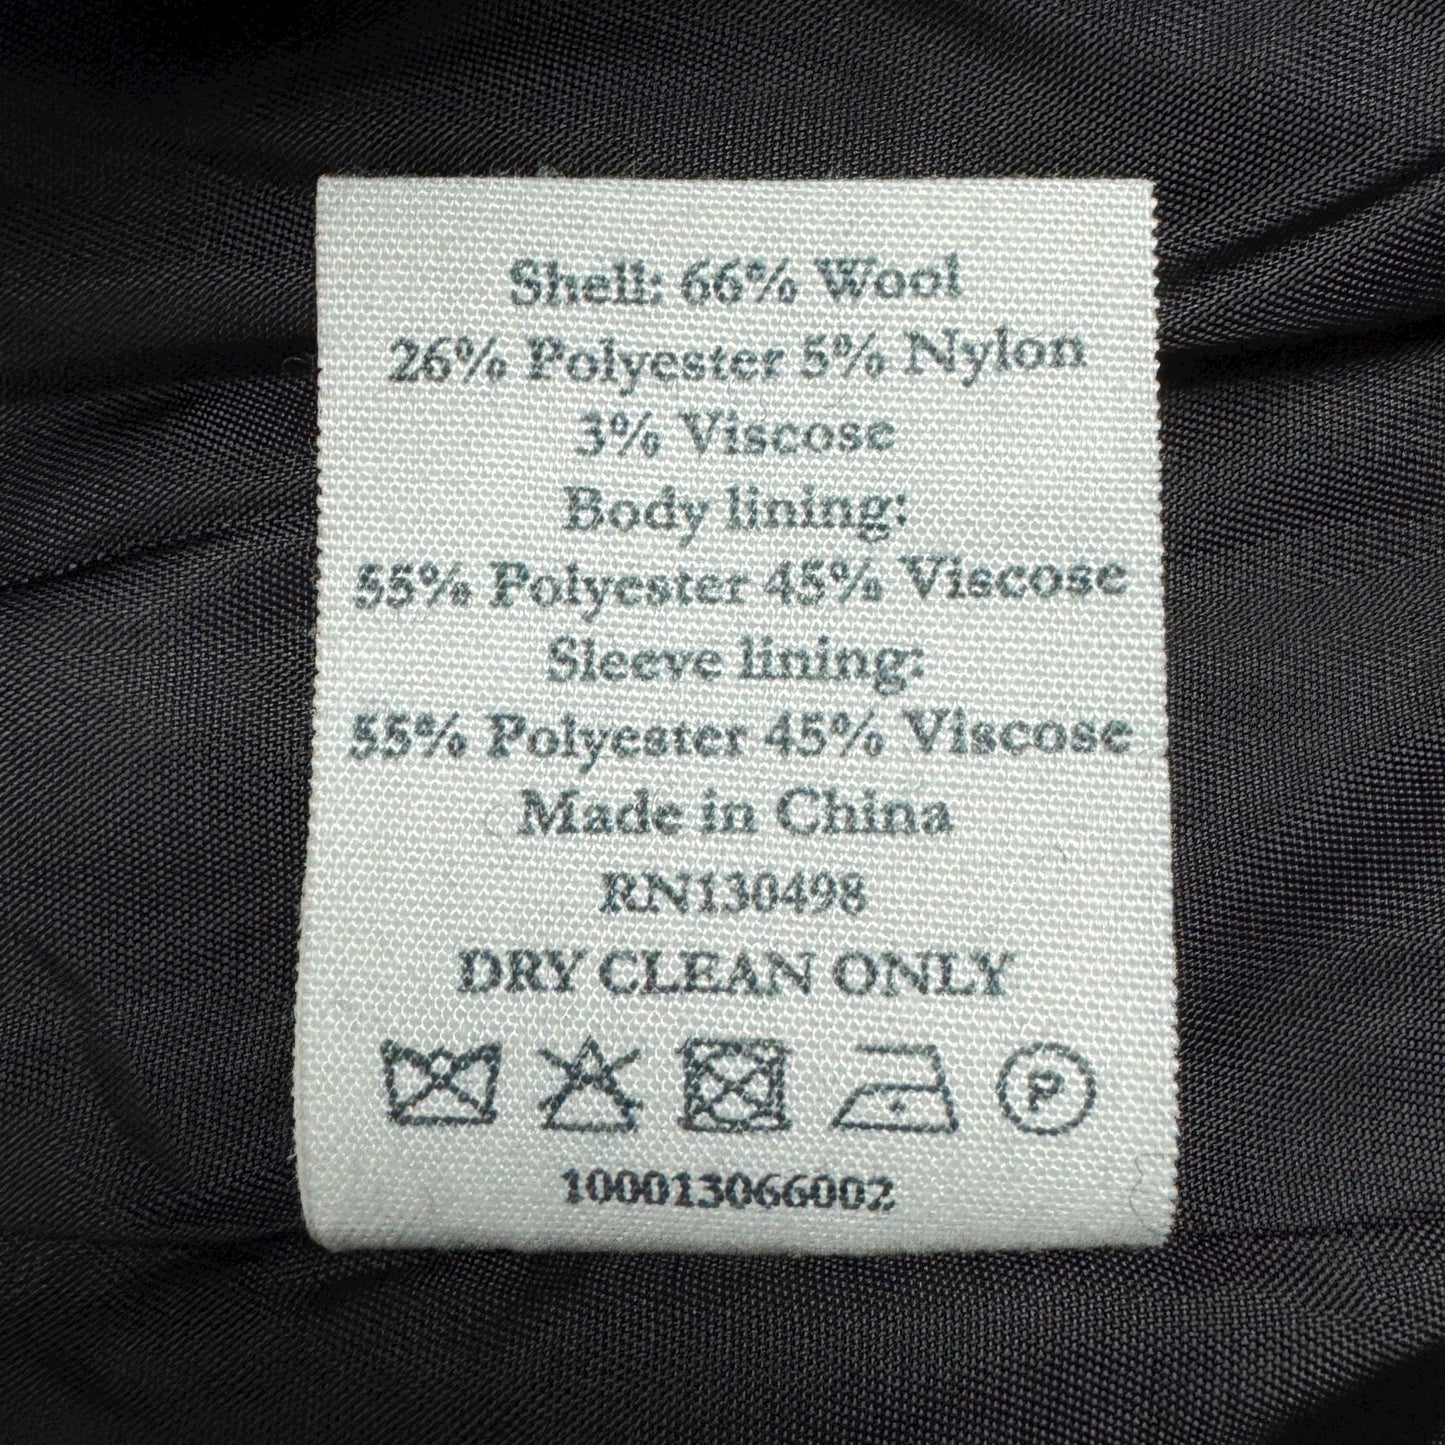 Shell: 66% Wool
26% Polyester 5% Nylon
3% Viscose
Body lining:
55% Polyester 45% Viscose
Sleeve lining:
55% Polyester 45% Viscose
Made in China
RN130498
DRY CLEAN ONLY
P
100013066002